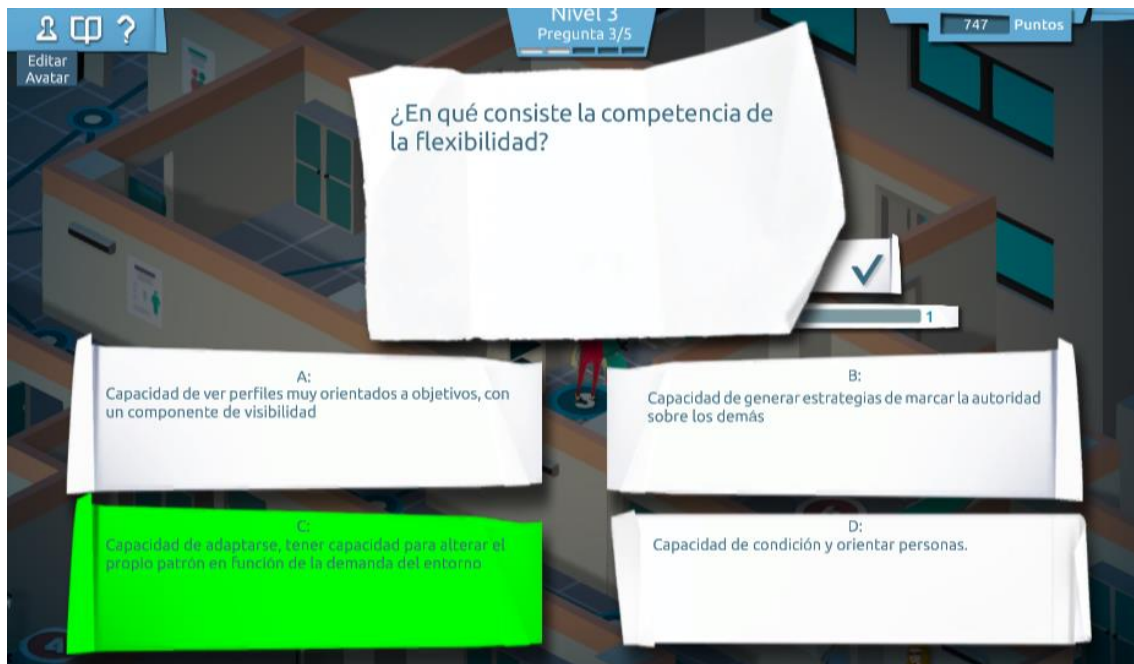 Nivel 3
Pregunta 3/5
747 Puntos
Editar
Avatar
¿En qué consiste la competencia de
la flexibilidad?
1
A:
Capacidad de ver perfiles muy orientados a objetivos, con
un componente de visibilidad
B:
Capacidad de generar estrategias de marcar la autoridad
sobre los demás
C:
Capacidad de adaptarse, tener capacidad para alterar el
propio patrón en función de la demanda del entorno
D:
Capacidad de condición y orientar personas.